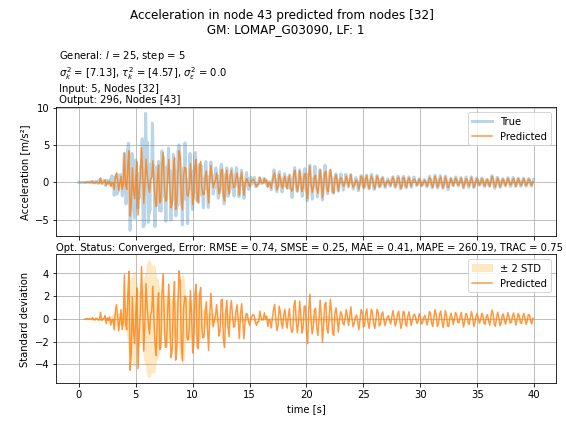 Acceleration in node 43 predicted from nodes [32]
GM: LOMAP_G03090, LF: 1
General: l = 25, step = 5
σ²ₖ = [7.13], τ²ₖ = [4.57], σ²_ε = 0.0
Input: 5, Nodes [32]
Output: 296, Nodes [43]
Acceleration [m/s²]
10
5
0
−5
True
Predicted
Opt. Status: Converged, Error: RMSE = 0.74, SMSE = 0.25, MAE = 0.41, MAPE = 260.19, TRAC = 0.75
Standard deviation
4
2
0
−2
−4
± 2 STD
Predicted
0 5 10 15 20 25 30 35 40
time [s]